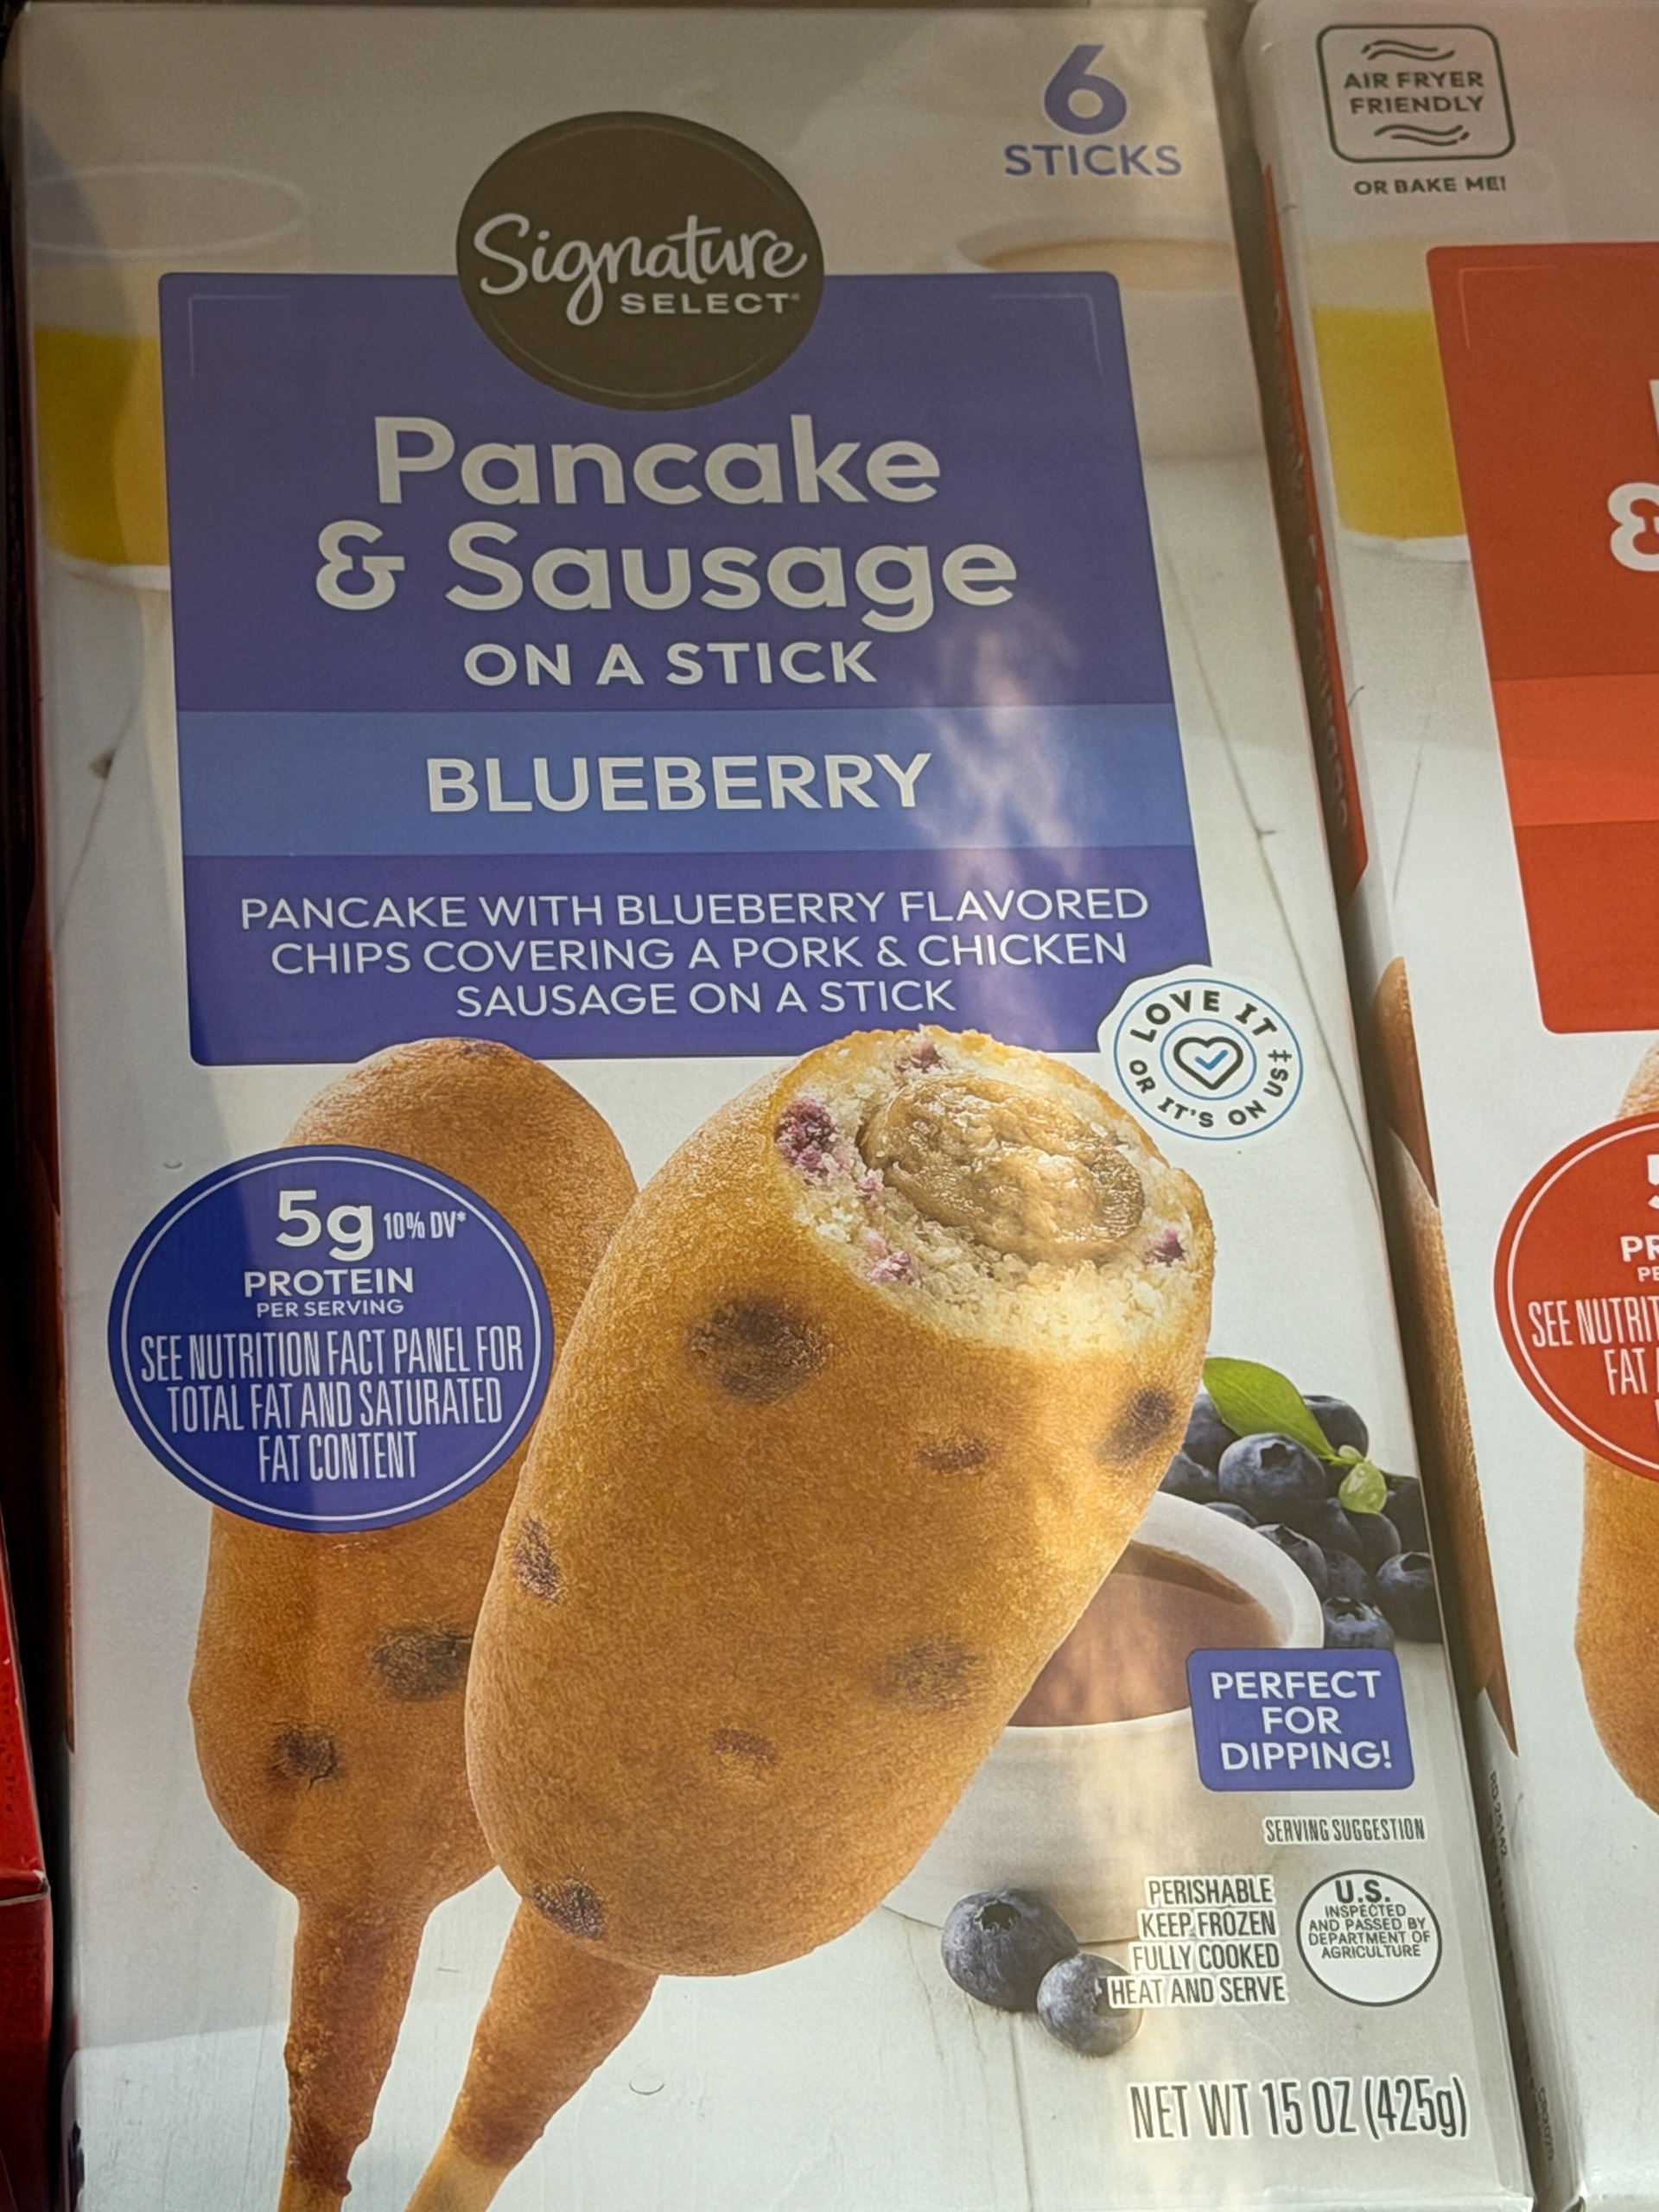 6
STICKS
Signature
SELECT®
Pancake
& Sausage
ON A STICK
BLUEBERRY
PANCAKE WITH BLUEBERRY FLAVORED
CHIPS COVERING A PORK & CHICKEN
SAUSAGE ON A STICK
LOVE IT
OR IT'S ON US‡
5g 10% DV*
PROTEIN
PER SERVING
SEE NUTRITION FACT PANEL FOR
TOTAL FAT AND SATURATED
FAT CONTENT
PERFECT
FOR
DIPPING!
SERVING SUGGESTION
PERISHABLE
KEEP FROZEN
FULLY COOKED
HEAT AND SERVE
U.S.
INSPECTED
AND PASSED BY
DEPARTMENT OF
AGRICULTURE
NET WT 15 OZ (425g)
AIR FRYER
FRIENDLY
OR BAKE ME!
&
SEE NUTRIT
FAT